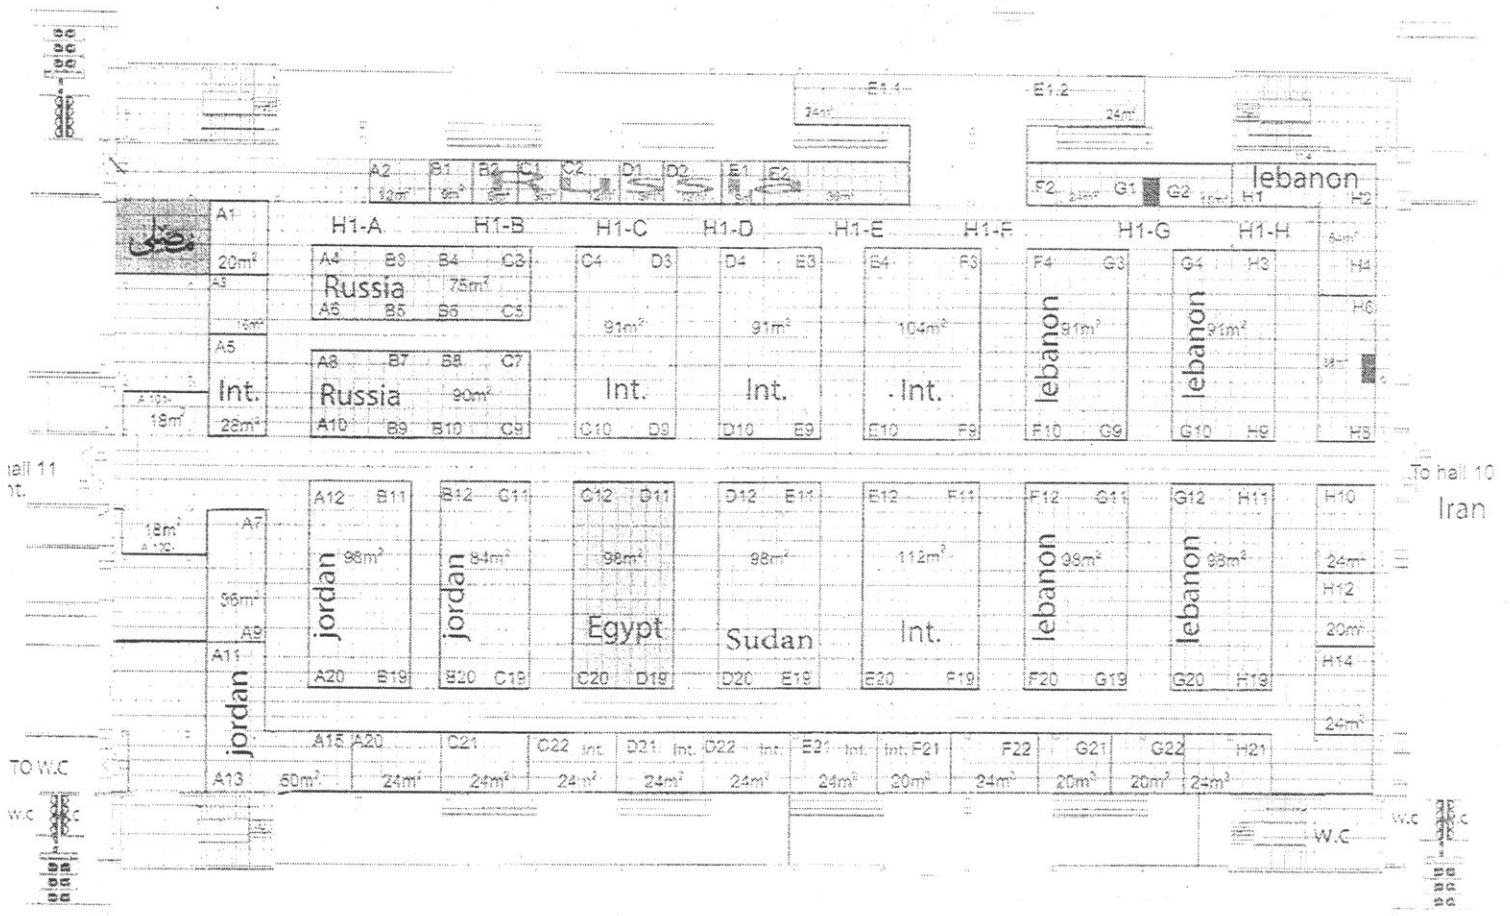 E1.1
E1.2
24m²
24m²
A2
B1
B2
C1
C2
D1
D2
E1
E2
12m²
lebanon
F2
24m²
G1
G2
H1
H2
مصلى
A1
20m²
H1-A
H1-B
H1-C
H1-D
H1-E
H1-F
H1-G
H1-H
A3
A4
B3
B4
C3
C4
D3
D4
E3
E4
F3
F4
G3
G4
H3
H4
Russia
75m²
A6
B5
B6
C5
H6
91m²
91m²
104m²
91m²
91m²
lebanon
lebanon
A5
Int.
28m²
18m²
A8
B7
B8
C7
Russia
90m²
Int.
Int.
Int.
A10
B9
B10
C9
C10
D9
D10
E9
E10
F9
F10
G9
G10
H9
H8
hall 11
To hall 10
Iran
A12
B11
B12
C11
C12
D11
D12
E11
E12
F11
F12
G11
G12
H11
H10
18m²
A7
98m²
84m²
98m²
98m²
112m²
98m²
98m²
24m²
jordan
jordan
Egypt
Sudan
Int.
lebanon
lebanon
H12
20m²
A9
A11
H14
A20
B19
B20
C19
C20
D19
D20
E19
E20
F19
F20
G19
G20
H19
24m²
jordan
A15
A20
C21
C22 Int.
D21 Int.
D22 Int.
E21 Int.
Int. F21
F22
G21
G22
H21
TO W.C
A13
60m²
24m²
24m²
24m²
24m²
24m²
24m²
20m²
24m²
20m²
20m²
24m²
W.C
W.C
W.C